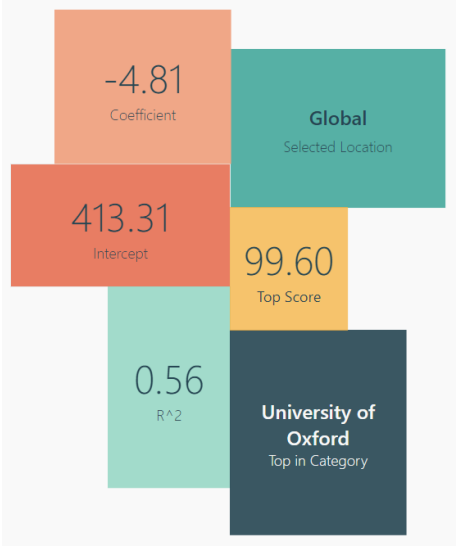 -4.81
Coefficient
Global
Selected Location
413.31
Intercept
99.60
Top Score
0.56
R^2
University of
Oxford
Top in Category